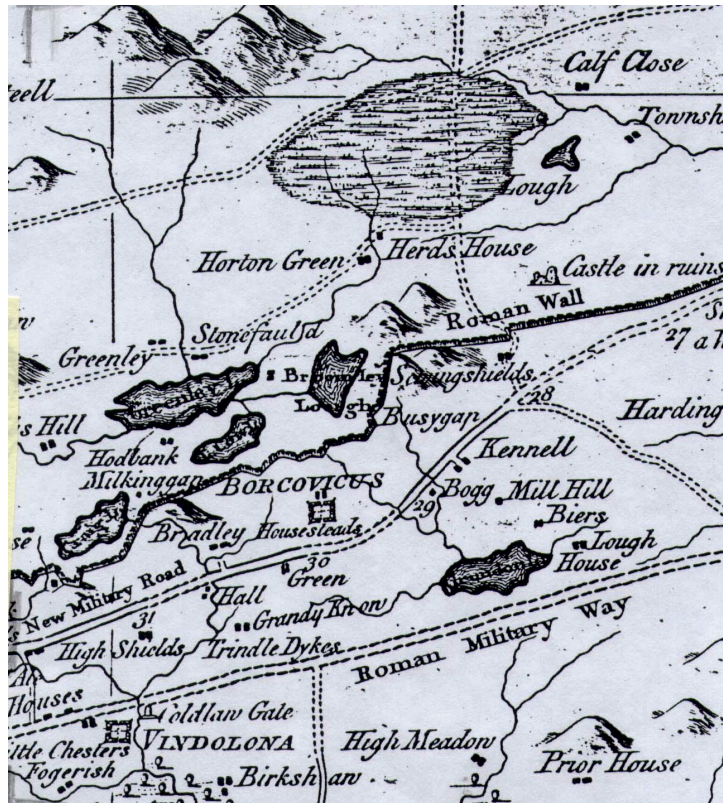 Calf Close
Townsh
Lough
Herds House
Horton Green
Castle in ruins
Roman Wall
Stonefauls'd
27
Greenley
Sewingshields
Lough
Busygap
28
Harding
s Hill
Hodbank
Milkinggap
Kennell
BORCOVICUS
Bogg
Mill Hill
29
Biers
Bradley
Housesteads
Lough
House
New Military Road
30
Green
Hall
Grandy Know
31
High Shields
Trindle Dykes
Roman Military Way
Houses
Coldlaw Gate
VINDOLONA
High Meadow
ttle Chesters
Fogerish
Birkshaw
Prior House